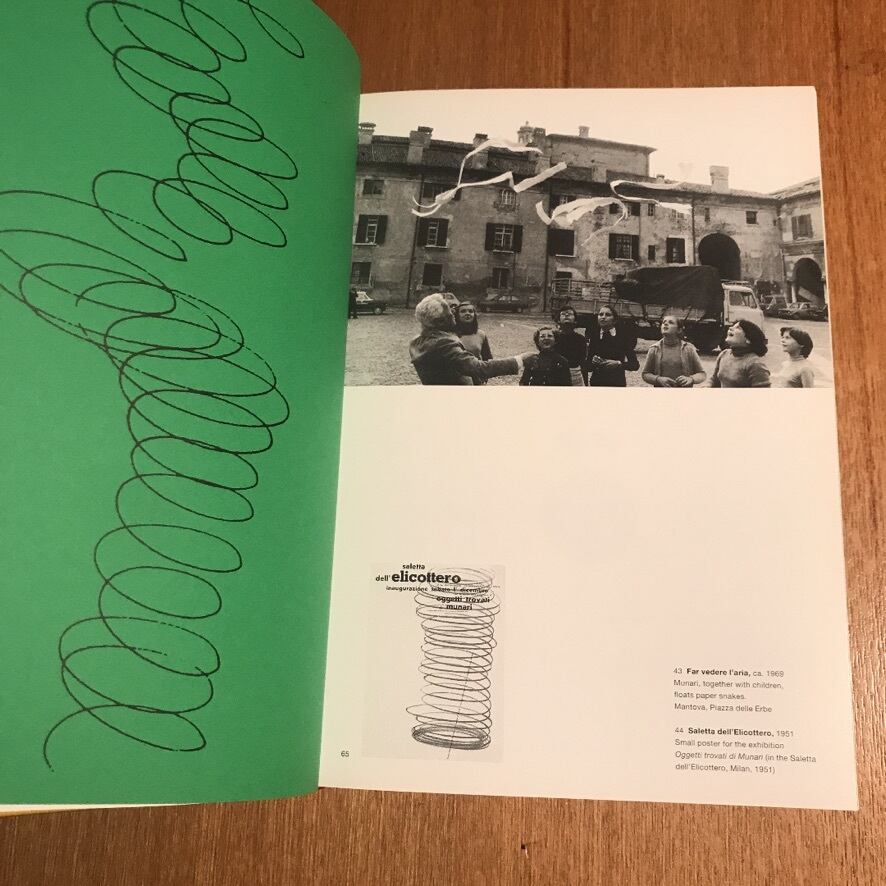 saletta
dell'elicottero
inaugurazione sabato 1° dicembre
oggetti trovati
munari
65
43 Far vedere l'aria, ca. 1969
Munari, together with children,
floats paper snakes.
Mantova, Piazza delle Erbe
44 Saletta dell'Elicottero, 1951
Small poster for the exhibition
Oggetti trovati di Munari (in the Saletta
dell'Elicottero, Milan, 1951)